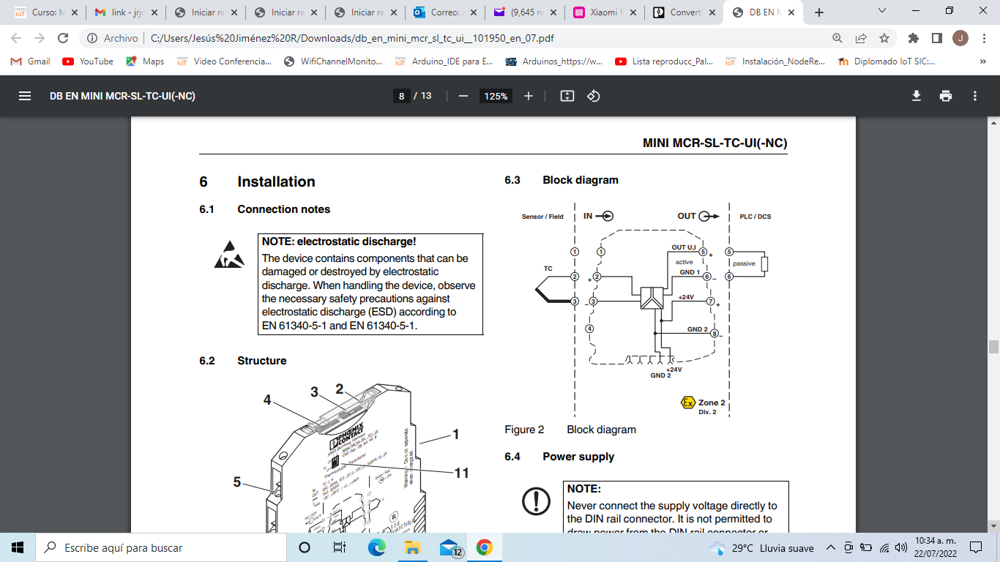 Curso: M
link - jrjc
Iniciar re
Iniciar re
Iniciar re
Correo: J
(9,645 n
Xiaomi F
Converti
DB EN M
Archivo
C:/Users/Jesús%20Jiménez%20R/Downloads/db_en_mini_mcr_sl_tc_ui__101950_en_07.pdf
J
Gmail
YouTube
Maps
Video Conferencia...
WifiChannelMonito...
Arduino_IDE para E...
Arduinos_https://w...
Lista reproducc_Pal...
Instalación_NodeRe...
Diplomado IoT SIC:...
»
DB EN MINI MCR-SL-TC-UI(-NC)
8 / 13
125%
MINI MCR-SL-TC-UI(-NC)
6 Installation
6.1 Connection notes
NOTE: electrostatic discharge!
The device contains components that can be
damaged or destroyed by electrostatic
discharge. When handling the device, observe
the necessary safety precautions against
electrostatic discharge (ESD) according to
EN 61340-5-1 and EN 61340-5-1.
6.2 Structure
4
3
2
1
11
5
PHOENIX
CONTACT
6.3 Block diagram
Sensor / Field
IN
OUT
PLC / DCS
1
1
OUT U,I
5
+
5
active
passive
TC
GND 1
2
+
2
6
–
6
+24V
3
–
3
7
+
4
GND 2
8
–
+24V
GND 2
Ex
Zone 2
Div. 2
Figure 2 Block diagram
6.4 Power supply
NOTE:
Never connect the supply voltage directly to
the DIN rail connector. It is not permitted to
draw power from the DIN rail connector or
Escribe aquí para buscar
12
29°C Lluvia suave
10:34 a. m.
22/07/2022